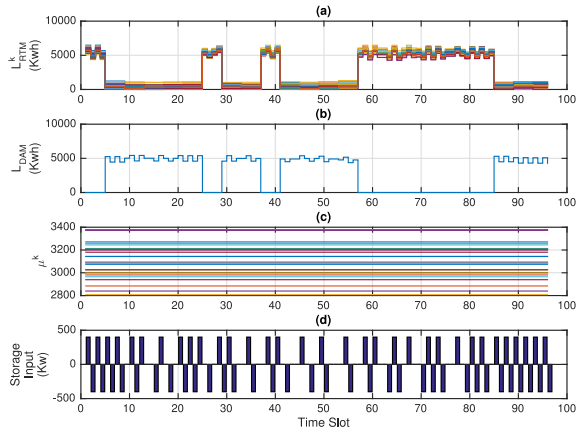 (a)
L^k_RTM (Kwh)
10000
5000
0
0 10 20 30 40 50 60 70 80 90 100
(b)
L_DAM (Kwh)
10000
5000
0
0 10 20 30 40 50 60 70 80 90 100
(c)
μ^k
3400
3200
3000
2800
0 10 20 30 40 50 60 70 80 90 100
(d)
Storage
Input
(Kw)
500
0
-500
0 10 20 30 40 50 60 70 80 90 100
Time Slot